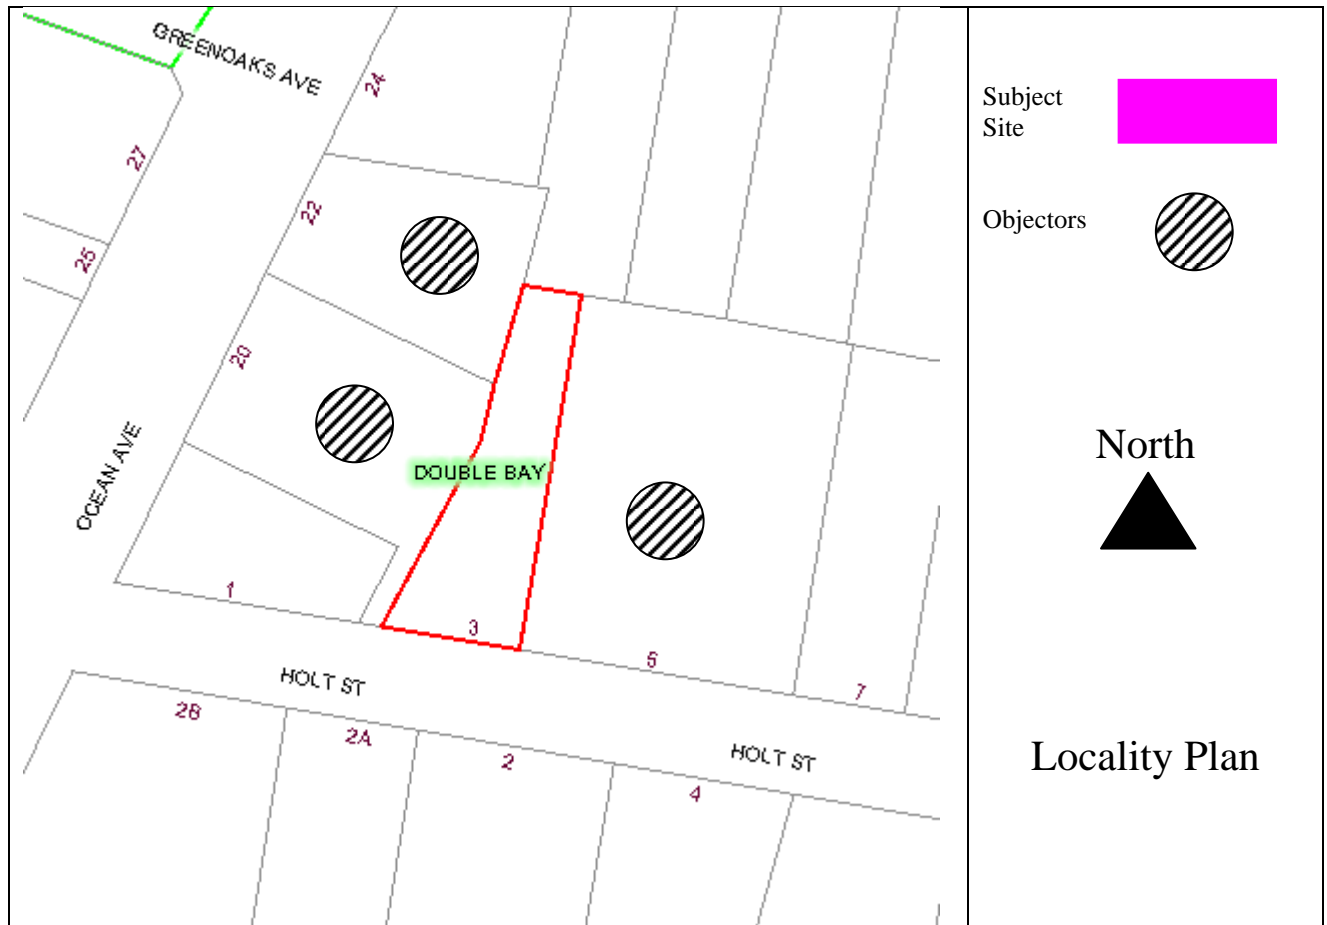 GREENOAKS AVE
24
27
22
25
20
OCEAN AVE
DOUBLE BAY
1
3
5
7
HOLT ST
HOLT ST
2B
2A
2
4
Subject
Site
Objectors
North
Locality Plan